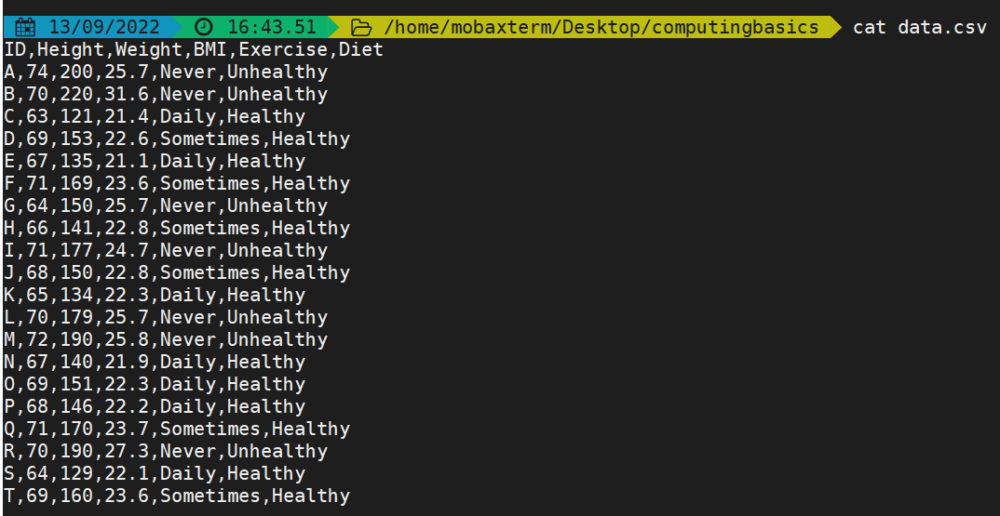 13/09/2022 16:43.51 /home/mobaxterm/Desktop/computingbasics cat data.csv
ID,Height,Weight,BMI,Exercise,Diet
A,74,200,25.7,Never,Unhealthy
B,70,220,31.6,Never,Unhealthy
C,63,121,21.4,Daily,Healthy
D,69,153,22.6,Sometimes,Healthy
E,67,135,21.1,Daily,Healthy
F,71,169,23.6,Sometimes,Healthy
G,64,150,25.7,Never,Unhealthy
H,66,141,22.8,Sometimes,Healthy
I,71,177,24.7,Never,Unhealthy
J,68,150,22.8,Sometimes,Healthy
K,65,134,22.3,Daily,Healthy
L,70,179,25.7,Never,Unhealthy
M,72,190,25.8,Never,Unhealthy
N,67,140,21.9,Daily,Healthy
O,69,151,22.3,Daily,Healthy
P,68,146,22.2,Daily,Healthy
Q,71,170,23.7,Sometimes,Healthy
R,70,190,27.3,Never,Unhealthy
S,64,129,22.1,Daily,Healthy
T,69,160,23.6,Sometimes,Healthy